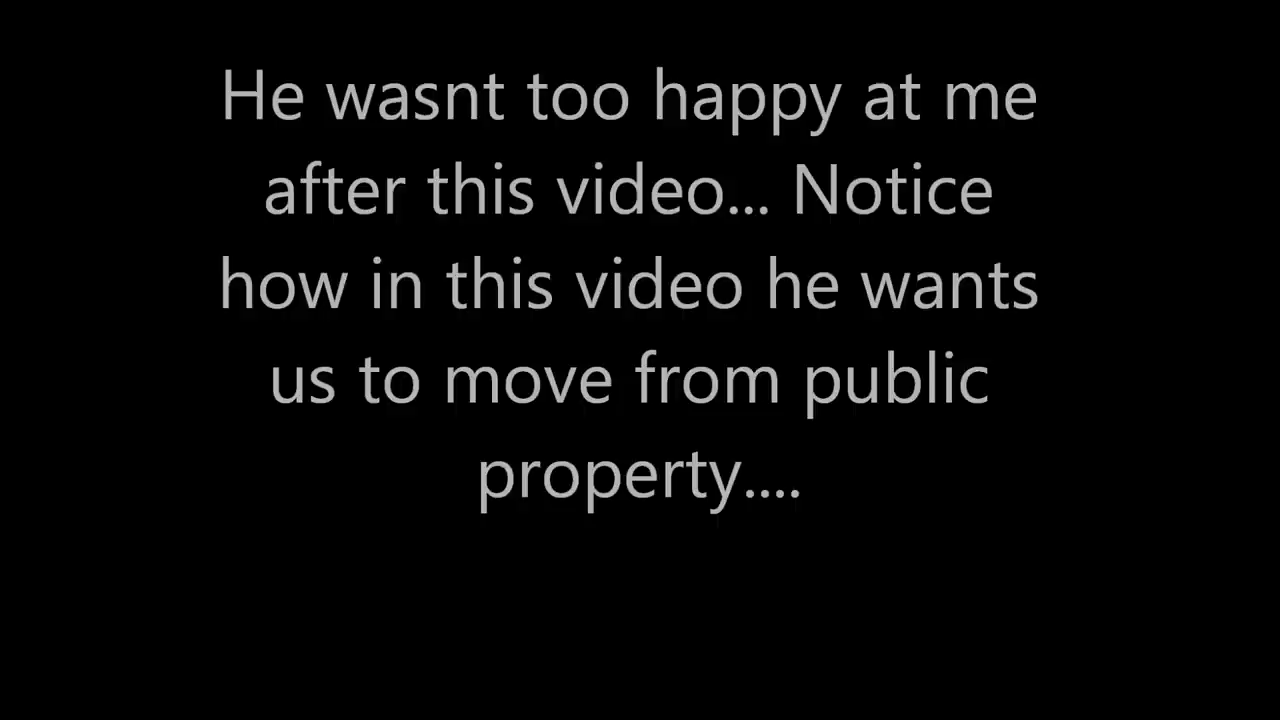 He wasnt too happy at me
after this video... Notice
how in this video he wants
us to move from public
property....